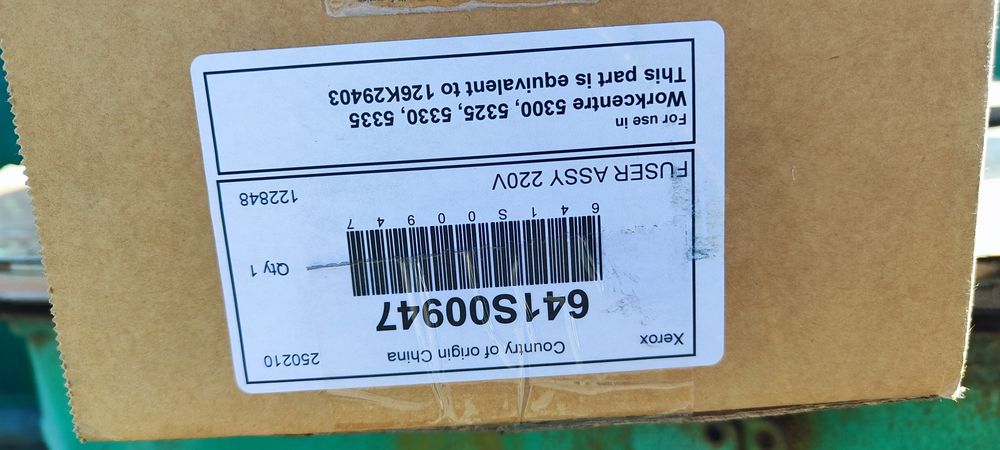 Xerox Country of origin China 250210
641S00947
Qty 1
6 4 1 S 0 0 9 4 7
FUSER ASSY 220V 122848
For use in
Workcentre 5300, 5325, 5330, 5335
This part is equivalent to 126K29403